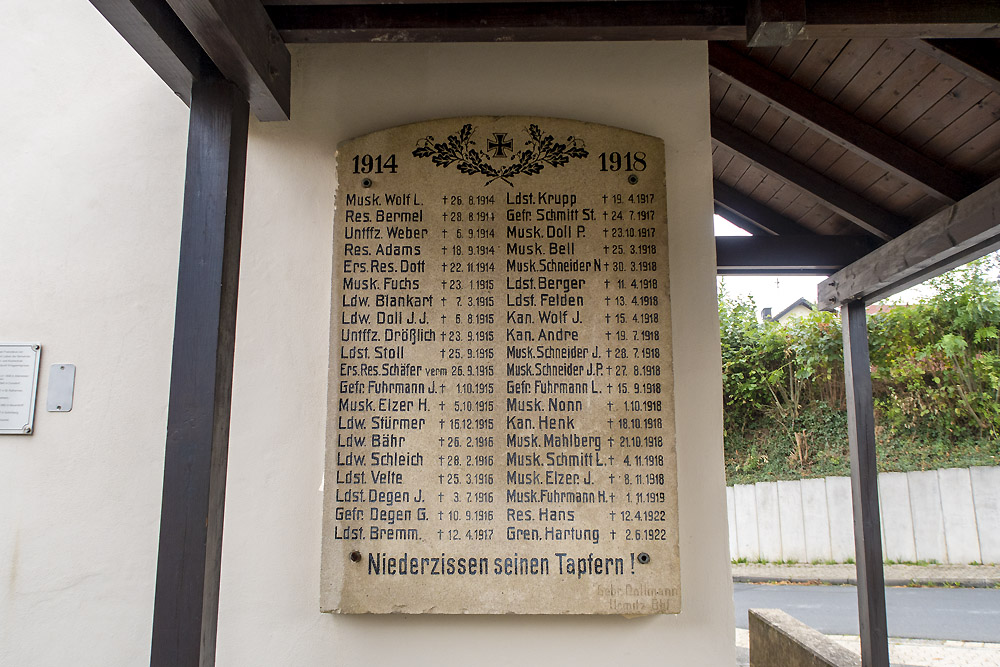 1914 1918
Musk. Wolf L. † 26. 8. 1914
Res. Bermel † 28. 8. 1914
Untffz. Weber † 6. 9. 1914
Res. Adams † 18. 9. 1914
Ers. Res. Dott † 22. 11. 1914
Musk. Fuchs † 23. 1. 1915
Ldw. Blankart † 7. 3. 1915
Ldw. Doll J. J. † 6. 8. 1915
Untffz. Drößlich † 23. 9. 1915
Ldst. Stoll † 25. 9. 1915
Ers. Res. Schäfer verm 26. 9. 1915
Gefr. Fuhrmann J. † 1. 10. 1915
Musk. Elzer H. † 5. 10. 1915
Ldw. Stürmer † 16. 12. 1915
Ldw. Bähr † 26. 2. 1916
Ldw. Schleich † 28. 2. 1916
Ldst. Velte † 25. 3. 1916
Ldst. Degen J. † 3. 7. 1916
Gefr. Degen G. † 10. 9. 1916
Ldst. Bremm. † 12. 4. 1917
Ldst. Krupp † 19. 4. 1917
Gefr. Schmitt St. † 24. 7. 1917
Musk. Doll P. † 23. 10. 1917
Musk. Bell † 25. 3. 1918
Musk. Schneider N † 30. 3. 1918
Ldst. Berger † 11. 4. 1918
Ldst. Felden † 13. 4. 1918
Kan. Wolf J. † 15. 4. 1918
Kan. Andre † 19. 7. 1918
Musk. Schneider J. † 28. 7. 1918
Musk. Schneider J. P. † 27. 8. 1918
Gefr. Fuhrmann L. † 15. 9. 1918
Musk. Nonn † 1. 10. 1918
Kan. Henk † 18. 10. 1918
Musk. Mahlberg † 21. 10. 1918
Musk. Schmitt L. † 4. 11. 1918
Musk. Elzer J. † 8. 11. 1918
Musk. Fuhrmann H. † 1. 11. 1919
Res. Hans † 12. 4. 1922
Gren. Hartung † 2. 6. 1922
Niederzissen seinen Tapfern !
Gebr.